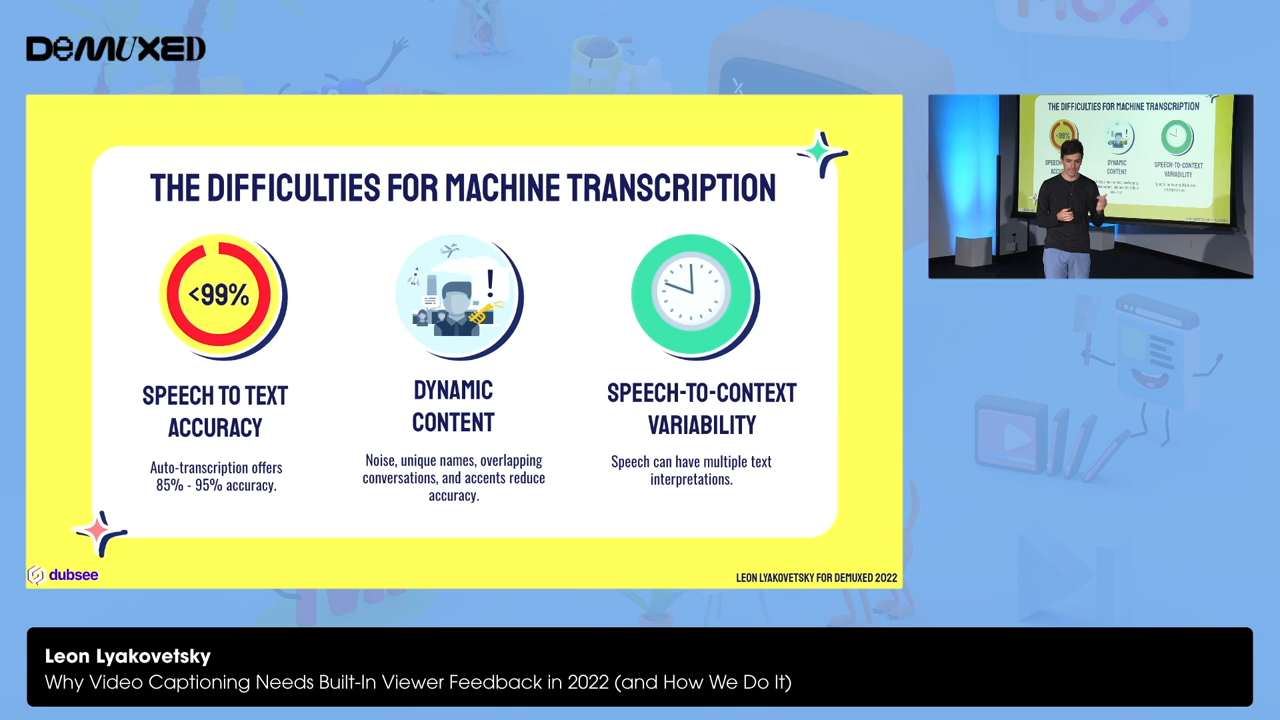 DEMUXED
THE DIFFICULTIES FOR MACHINE TRANSCRIPTION
<99%
!
SPEECH TO TEXT
ACCURACY
Auto-transcription offers
85% - 95% accuracy.
DYNAMIC
CONTENT
Noise, unique names, overlapping
conversations, and accents reduce
accuracy.
SPEECH-TO-CONTEXT
VARIABILITY
Speech can have multiple text
interpretations.
dubsee
LEON LYAKOVETSKY FOR DEMUXED 2022
THE DIFFICULTIES FOR MACHINE TRANSCRIPTION
<99%
!
DYNAMIC
CONTENT
SPEECH-TO-CONTEXT
VARIABILITY
MUX
MUX
Leon Lyakovetsky
Why Video Captioning Needs Built-In Viewer Feedback in 2022 (and How We Do It)